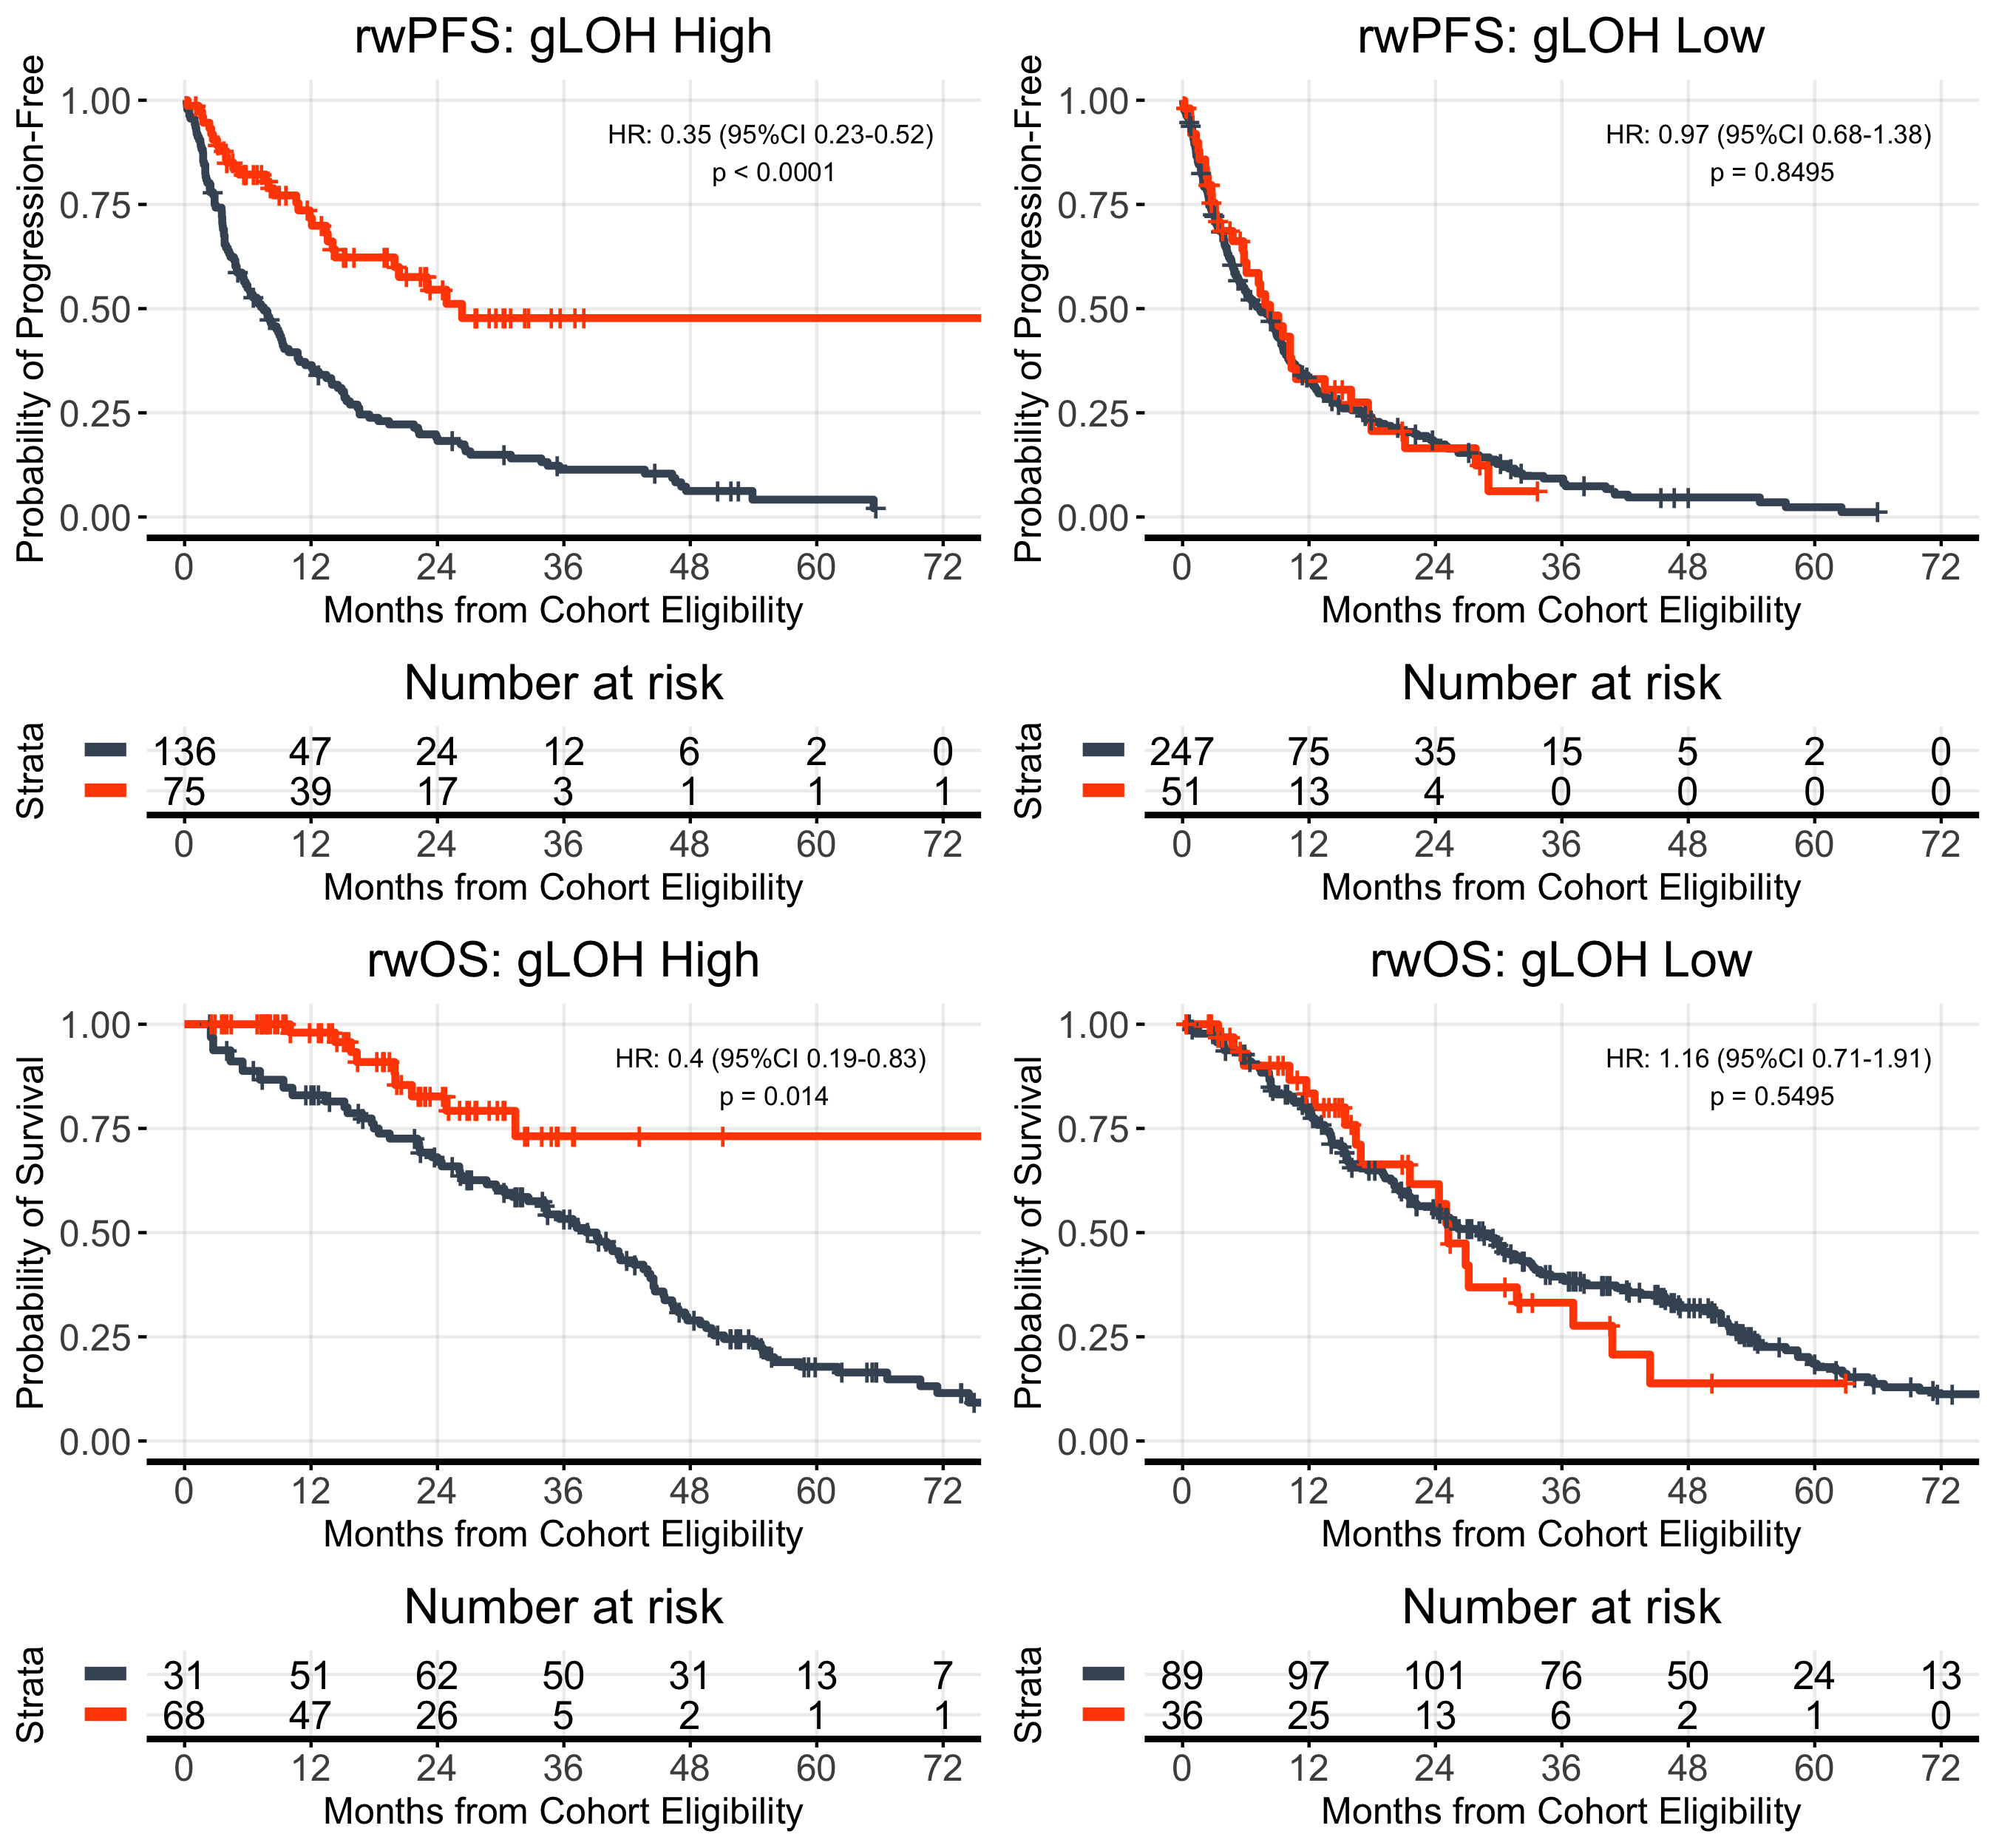 rwPFS: gLOH High
Probability of Progression-Free
1.00
0.75
0.50
0.25
0.00
HR: 0.35 (95%CI 0.23-0.52)
p < 0.0001
0 12 24 36 48 60 72
Months from Cohort Eligibility
Number at risk
Strata
136 47 24 12 6 2 0
75 39 17 3 1 1 1
0 12 24 36 48 60 72
Months from Cohort Eligibility
rwPFS: gLOH Low
Probability of Progression-Free
1.00
0.75
0.50
0.25
0.00
HR: 0.97 (95%CI 0.68-1.38)
p = 0.8495
0 12 24 36 48 60 72
Months from Cohort Eligibility
Number at risk
Strata
247 75 35 15 5 2 0
51 13 4 0 0 0 0
0 12 24 36 48 60 72
Months from Cohort Eligibility
rwOS: gLOH High
Probability of Survival
1.00
0.75
0.50
0.25
0.00
HR: 0.4 (95%CI 0.19-0.83)
p = 0.014
0 12 24 36 48 60 72
Months from Cohort Eligibility
Number at risk
Strata
31 51 62 50 31 13 7
68 47 26 5 2 1 1
0 12 24 36 48 60 72
Months from Cohort Eligibility
rwOS: gLOH Low
Probability of Survival
1.00
0.75
0.50
0.25
0.00
HR: 1.16 (95%CI 0.71-1.91)
p = 0.5495
0 12 24 36 48 60 72
Months from Cohort Eligibility
Number at risk
Strata
89 97 101 76 50 24 13
36 25 13 6 2 1 0
0 12 24 36 48 60 72
Months from Cohort Eligibility